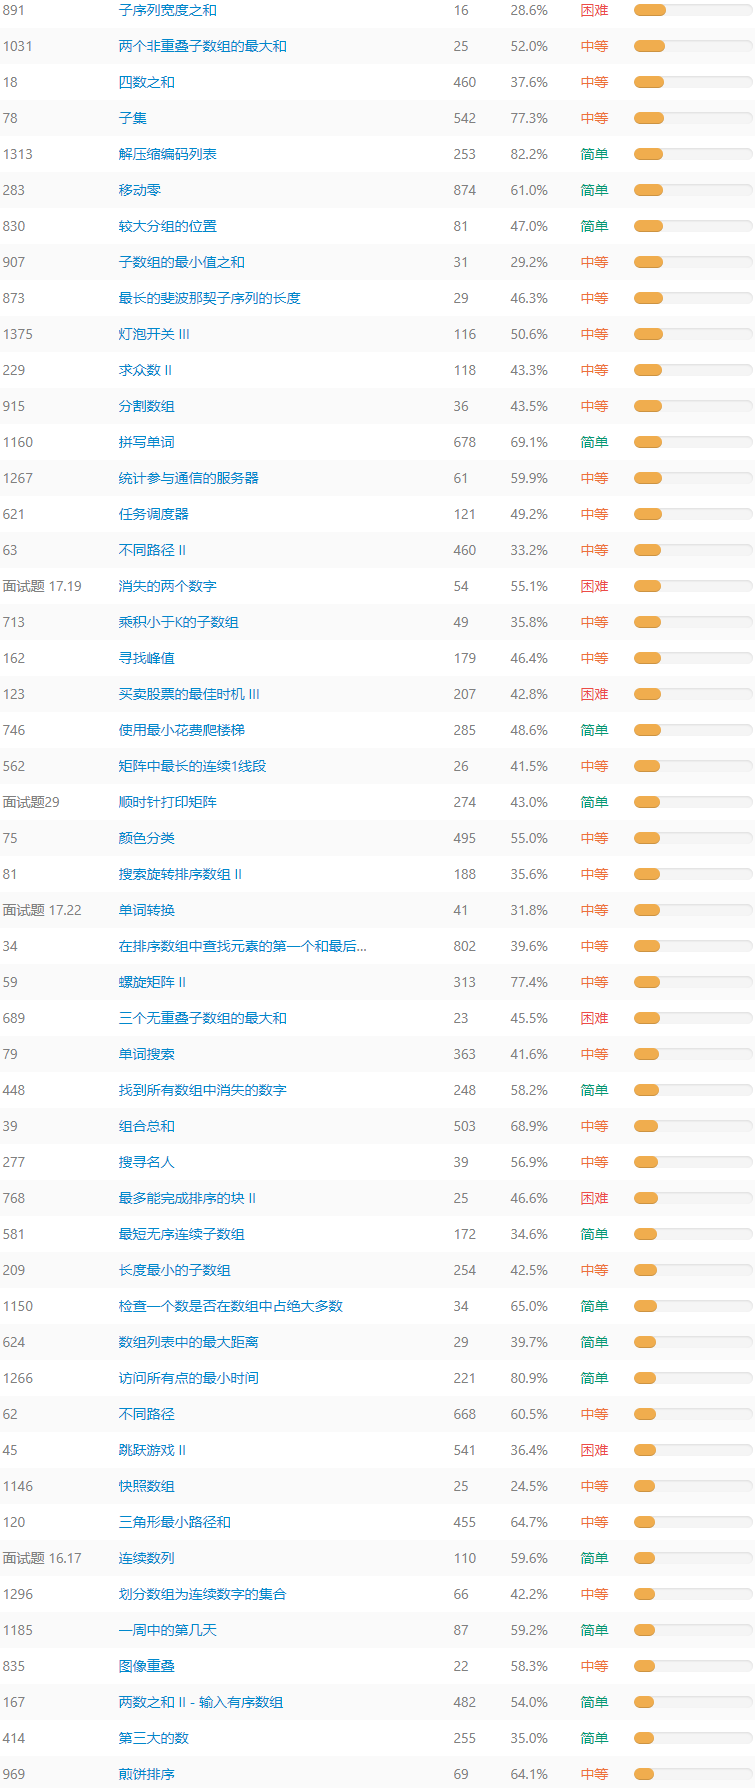 891 子序列宽度之和 16 28.6% 困难
1031 两个非重叠子数组的最大和 25 52.0% 中等
18 四数之和 460 37.6% 中等
78 子集 542 77.3% 中等
1313 解压缩编码列表 253 82.2% 简单
283 移动零 874 61.0% 简单
830 较大分组的位置 81 47.0% 简单
907 子数组的最小值之和 31 29.2% 中等
873 最长的斐波那契子序列的长度 29 46.3% 中等
1375 灯泡开关 III 116 50.6% 中等
229 求众数 II 118 43.3% 中等
915 分割数组 36 43.5% 中等
1160 拼写单词 678 69.1% 简单
1267 统计参与通信的服务器 61 59.9% 中等
621 任务调度器 121 49.2% 中等
63 不同路径 II 460 33.2% 中等
面试题 17.19 消失的两个数字 54 55.1% 困难
713 乘积小于K的子数组 49 35.8% 中等
162 寻找峰值 179 46.4% 中等
123 买卖股票的最佳时机 III 207 42.8% 困难
746 使用最小花费爬楼梯 285 48.6% 简单
562 矩阵中最长的连续1线段 26 41.5% 中等
面试题29 顺时针打印矩阵 274 43.0% 简单
75 颜色分类 495 55.0% 中等
81 搜索旋转排序数组 II 188 35.6% 中等
面试题 17.22 单词转换 41 31.8% 中等
34 在排序数组中查找元素的第一个和最后... 802 39.6% 中等
59 螺旋矩阵 II 313 77.4% 中等
689 三个无重叠子数组的最大和 23 45.5% 困难
79 单词搜索 363 41.6% 中等
448 找到所有数组中消失的数字 248 58.2% 简单
39 组合总和 503 68.9% 中等
277 搜寻名人 39 56.9% 中等
768 最多能完成排序的块 II 25 46.6% 困难
581 最短无序连续子数组 172 34.6% 简单
209 长度最小的子数组 254 42.5% 中等
1150 检查一个数是否在数组中占绝大多数 34 65.0% 简单
624 数组列表中的最大距离 29 39.7% 简单
1266 访问所有点的最小时间 221 80.9% 简单
62 不同路径 668 60.5% 中等
45 跳跃游戏 II 541 36.4% 困难
1146 快照数组 25 24.5% 中等
120 三角形最小路径和 455 64.7% 中等
面试题 16.17 连续数列 110 59.6% 简单
1296 划分数组为连续数字的集合 66 42.2% 中等
1185 一周中的第几天 87 59.2% 简单
835 图像重叠 22 58.3% 中等
167 两数之和 II - 输入有序数组 482 54.0% 简单
414 第三大的数 255 35.0% 简单
969 煎饼排序 69 64.1% 中等